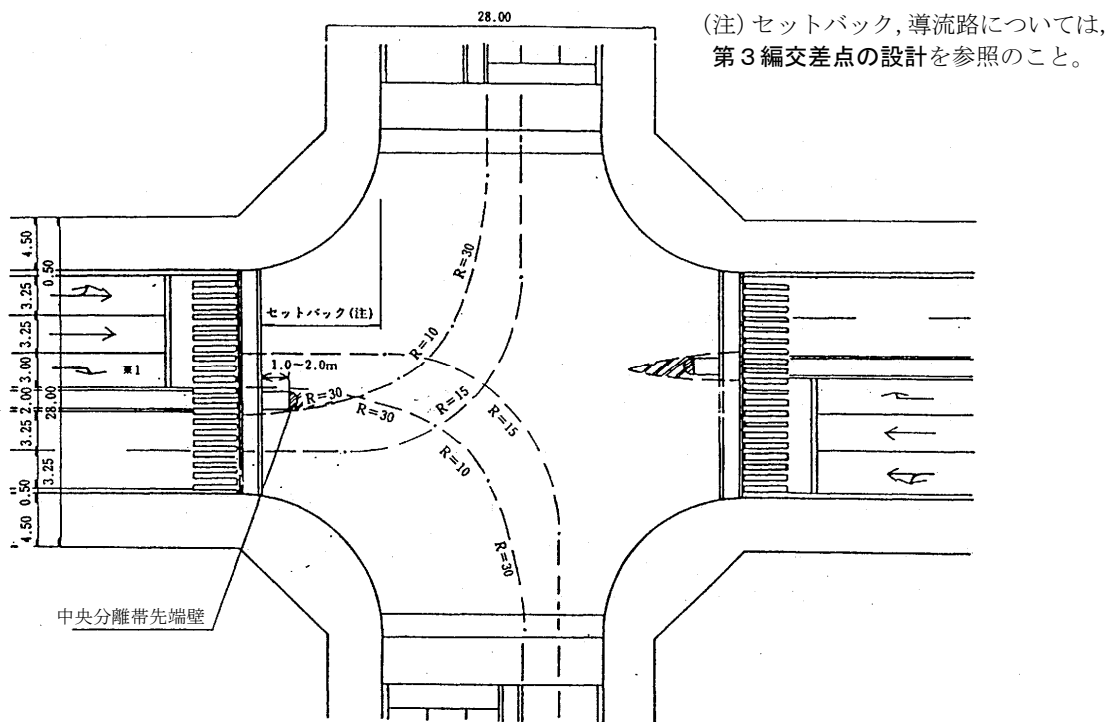 28.00
(注) セットバック, 導流路については,
第3編交差点の設計を参照のこと。
4.50
0.50
3.25
3.25
3.00
2.00
28.00
3.25
3.25
0.50
4.50
※1
セットバック(注)
1.0~2.0m
R=30
R=10
R=30
R=30
R=15
R=15
R=10
R=30
中央分離帯先端壁